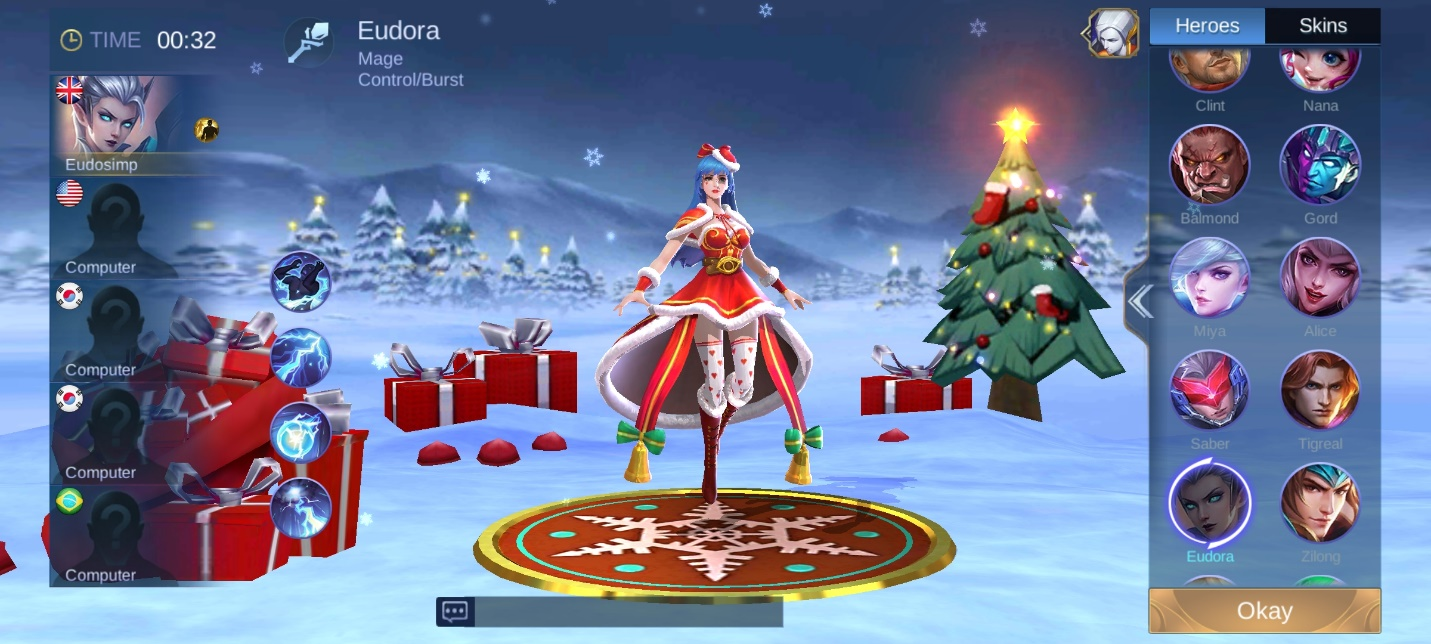 TIME 00:32
Eudora
Mage
Control/Burst
Eudosimp
Computer
Computer
Computer
Computer
Heroes
Skins
Clint
Nana
Balmond
Gord
Miya
Alice
Saber
Tigreal
Eudora
Zilong
Okay